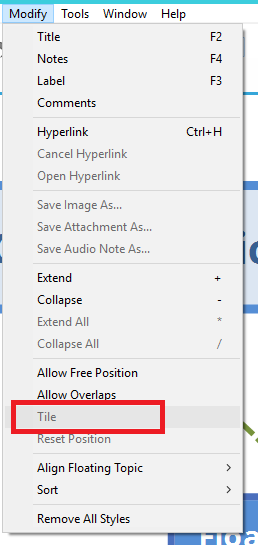 Modify Tools Window Help
Title F2
Notes F4
Label F3
Comments
Hyperlink Ctrl+H
Cancel Hyperlink
Open Hyperlink
Save Image As...
Save Attachment As...
Save Audio Note As...
Extend +
Collapse -
Extend All *
Collapse All /
Allow Free Position
Allow Overlaps
Tile
Reset Position
Align Floating Topic
Sort
Remove All Styles
Floa